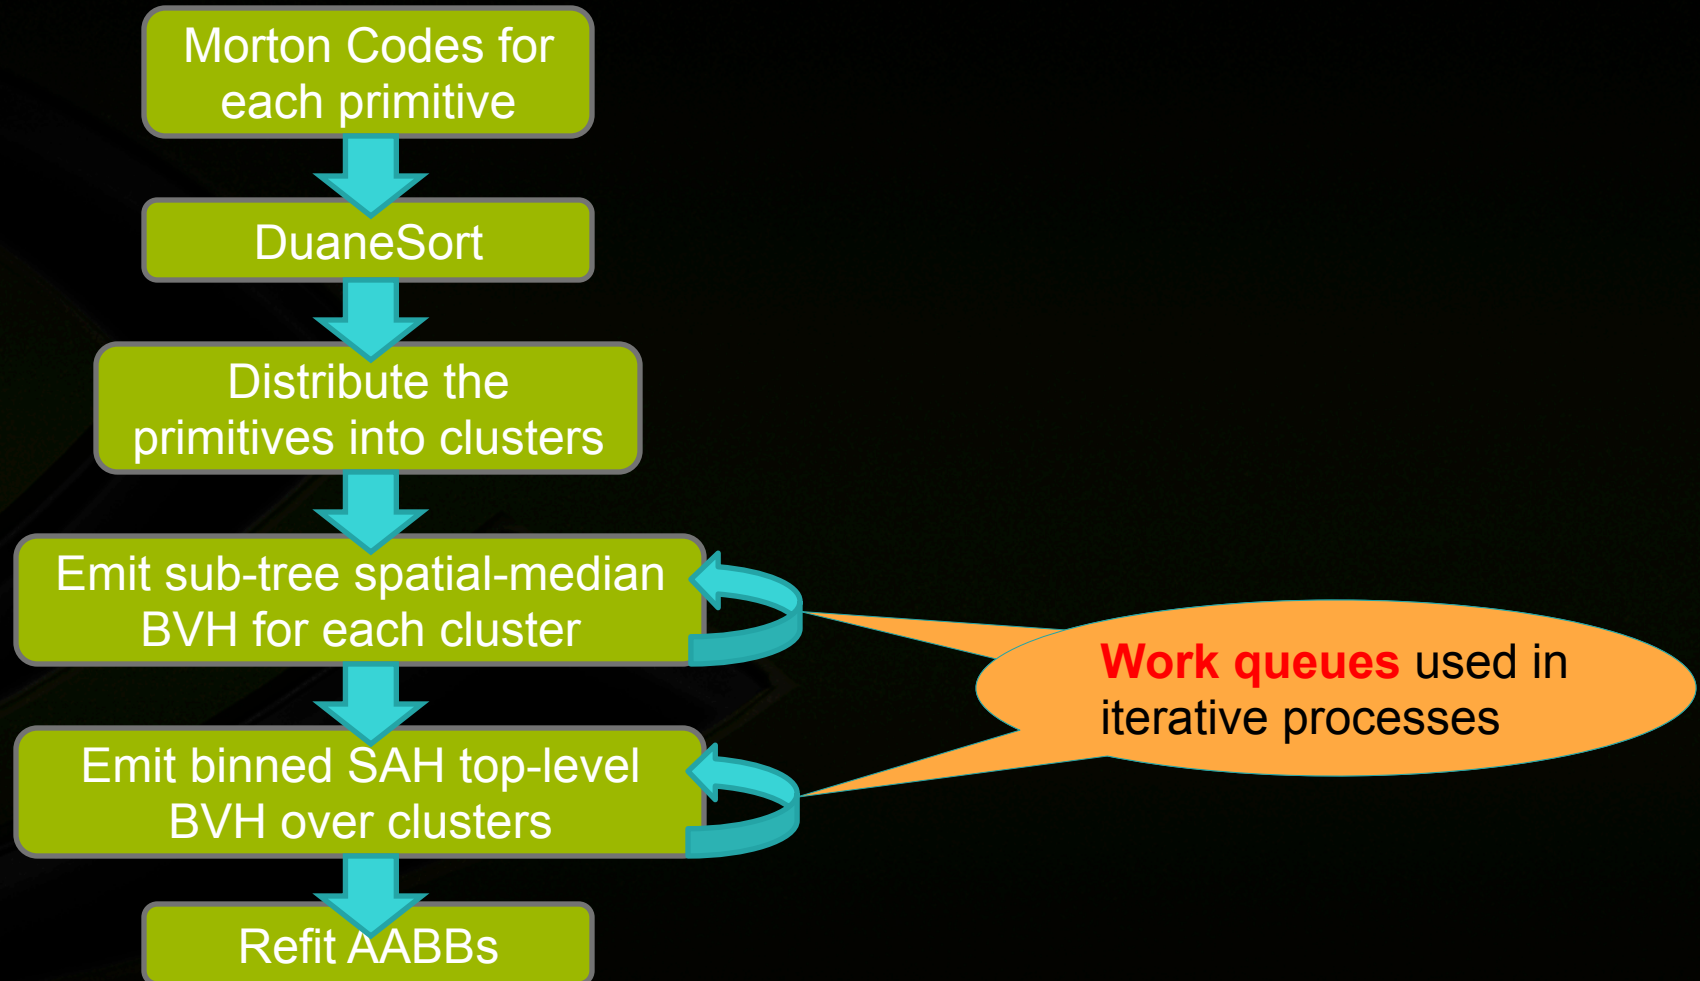 Morton Codes for
each primitive
DuaneSort
Distribute the
primitives into clusters
Emit sub-tree spatial-median
BVH for each cluster
Emit binned SAH top-level
BVH over clusters
Refit AABBs
Work queues used in
iterative processes